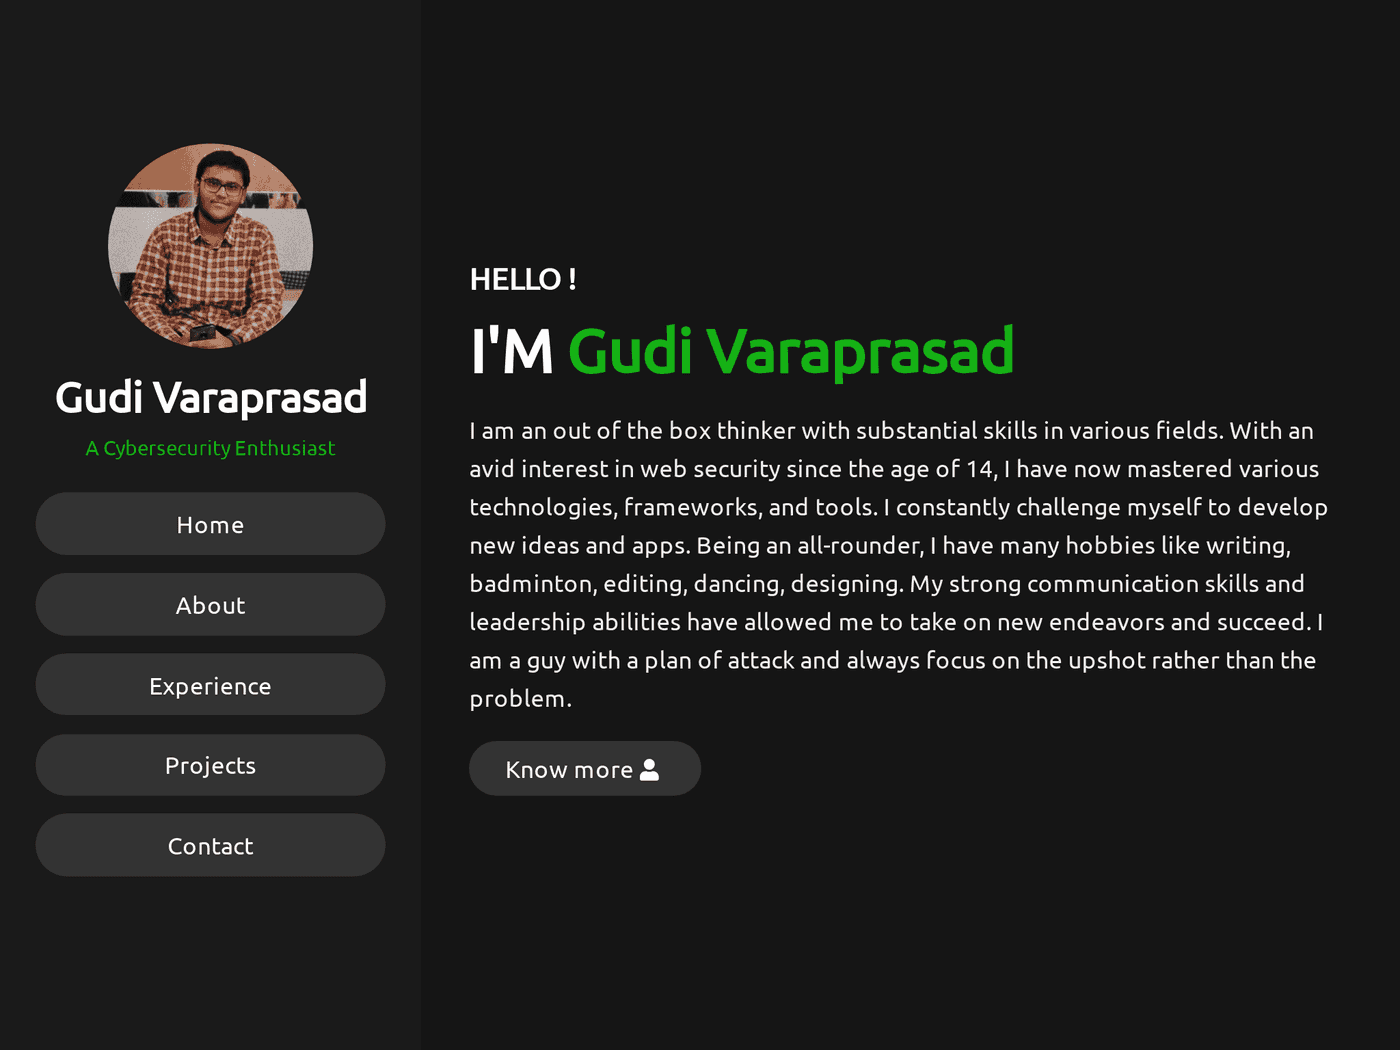 Gudi Varaprasad
A Cybersecurity Enthusiast
Home
About
Experience
Projects
Contact
HELLO !
I'M Gudi Varaprasad
I am an out of the box thinker with substantial skills in various fields. With an
avid interest in web security since the age of 14, I have now mastered various
technologies, frameworks, and tools. I constantly challenge myself to develop
new ideas and apps. Being an all-rounder, I have many hobbies like writing,
badminton, editing, dancing, designing. My strong communication skills and
leadership abilities have allowed me to take on new endeavors and succeed. I
am a guy with a plan of attack and always focus on the upshot rather than the
problem.
Know more